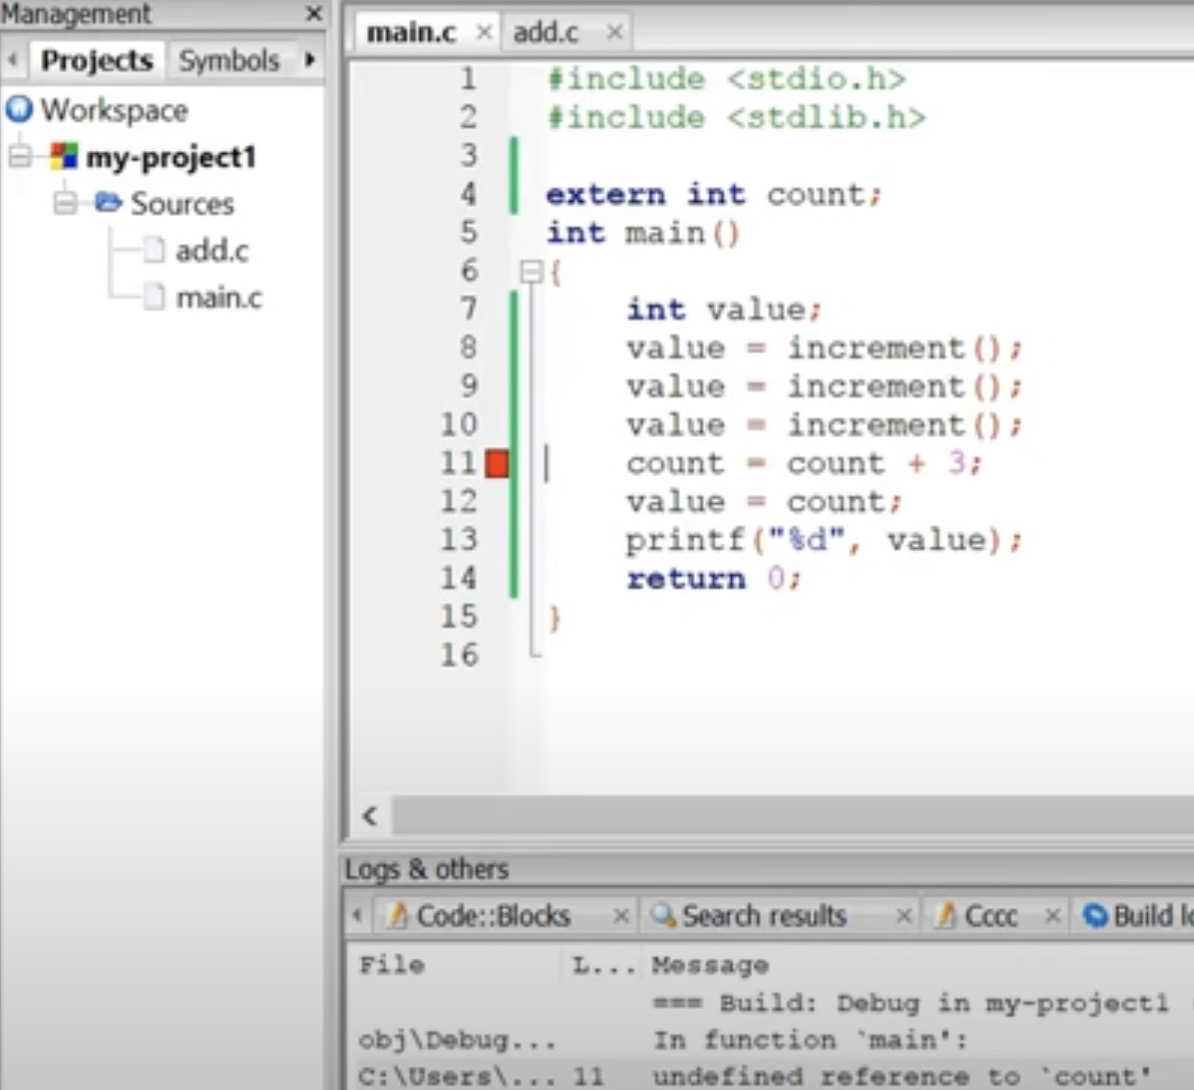 Management
Projects Symbols
Workspace
my-project1
Sources
add.c
main.c
main.c add.c
1 #include <stdio.h>
2 #include <stdlib.h>
3
4 extern int count;
5 int main()
6 {
7 int value;
8 value = increment();
9 value = increment();
10 value = increment();
11 count = count + 3;
12 value = count;
13 printf("%d", value);
14 return 0;
15 }
16
Logs & others
Code::Blocks Search results Cccc Build
File L... Message
=== Build: Debug in my-project1
obj\Debug... In function `main':
C:\Users\... 11 undefined reference to `count'